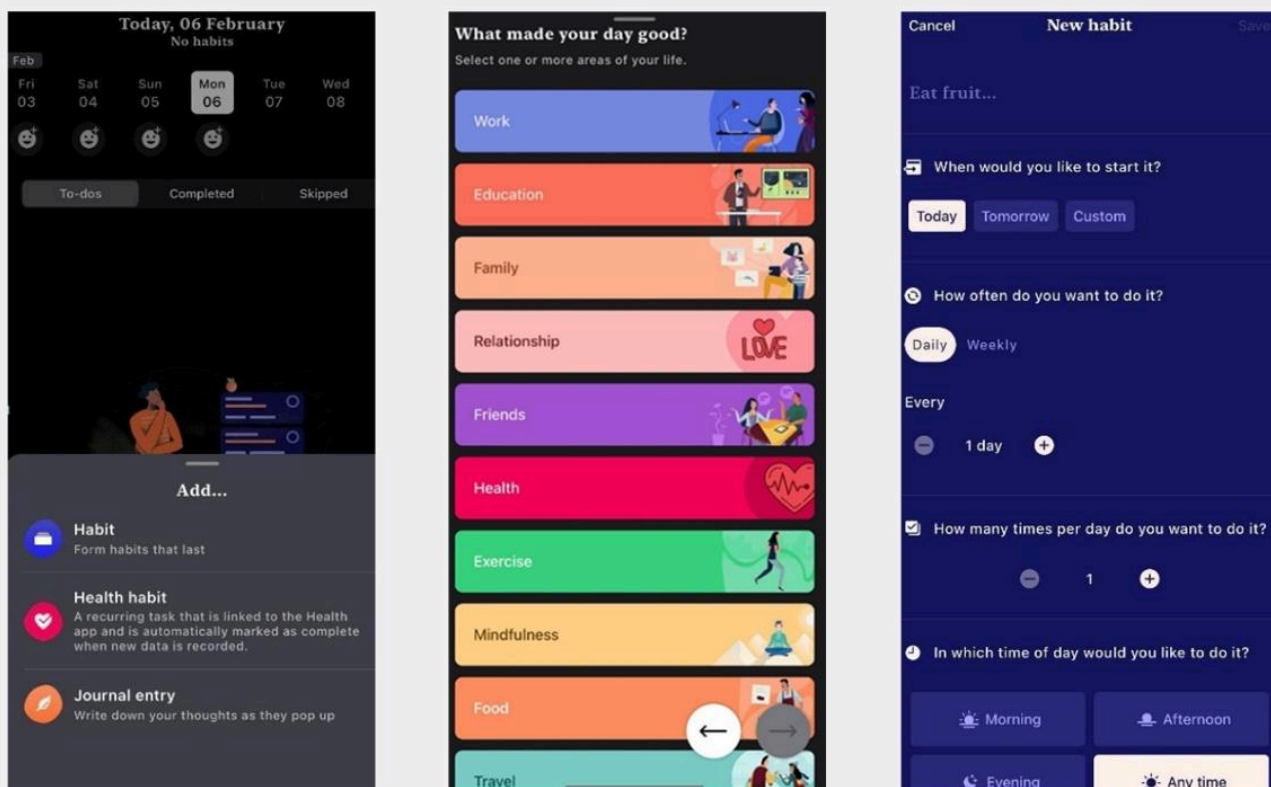 Today, 06 February
No habits
Feb
Fri Sat Sun Mon Tue Wed
03 04 05 06 07 08
To-dos Completed Skipped
Add...
Habit
Form habits that last
Health habit
A recurring task that is linked to the Health
app and is automatically marked as complete
when new data is recorded.
Journal entry
Write down your thoughts as they pop up
What made your day good?
Select one or more areas of your life.
Work
Education
Family
Relationship
LOVE
Friends
Health
Exercise
Mindfulness
Food
Travel
Cancel New habit Save
Eat fruit...
When would you like to start it?
Today Tomorrow Custom
How often do you want to do it?
Daily Weekly
Every
1 day
How many times per day do you want to do it?
1
In which time of day would you like to do it?
Morning Afternoon
Evening Any time